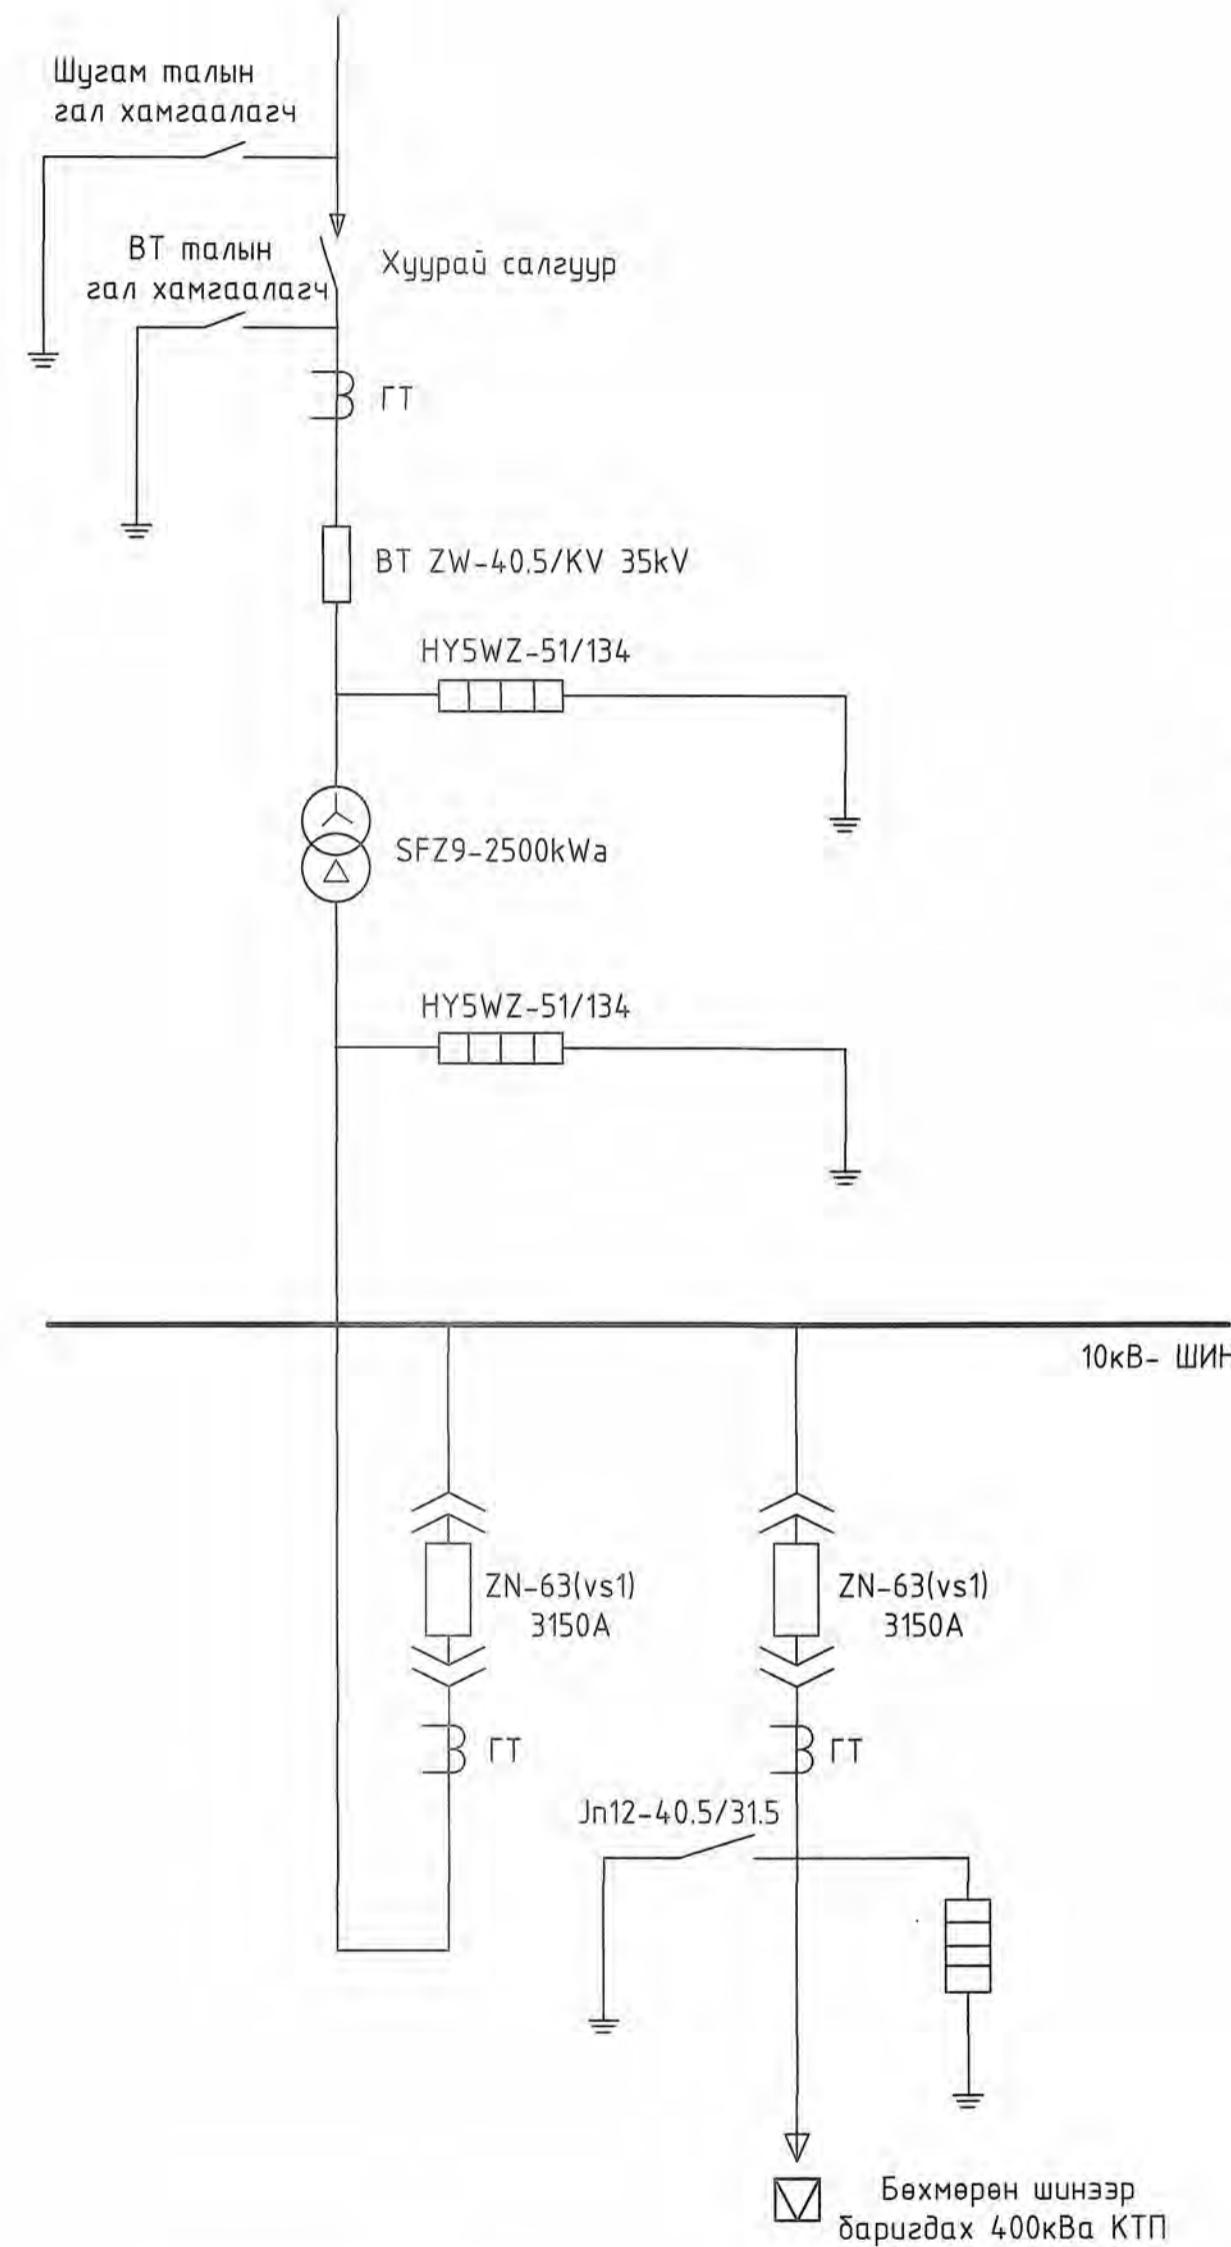 Шугам талын
гал хамгаалагч
ВТ талын
гал хамгаалагч
Хуурай салгуур
ГТ
ВТ ZW-40.5/KV 35kV
HY5WZ-51/134
SFZ9-2500kWa
HY5WZ-51/134
10кВ- ШИН
ZN-63(vs1)
3150A
ZN-63(vs1)
3150A
ГТ
ГТ
Jn12-40.5/31.5
Бөхмөрөн шинээр
баригдах 400кВа КТП